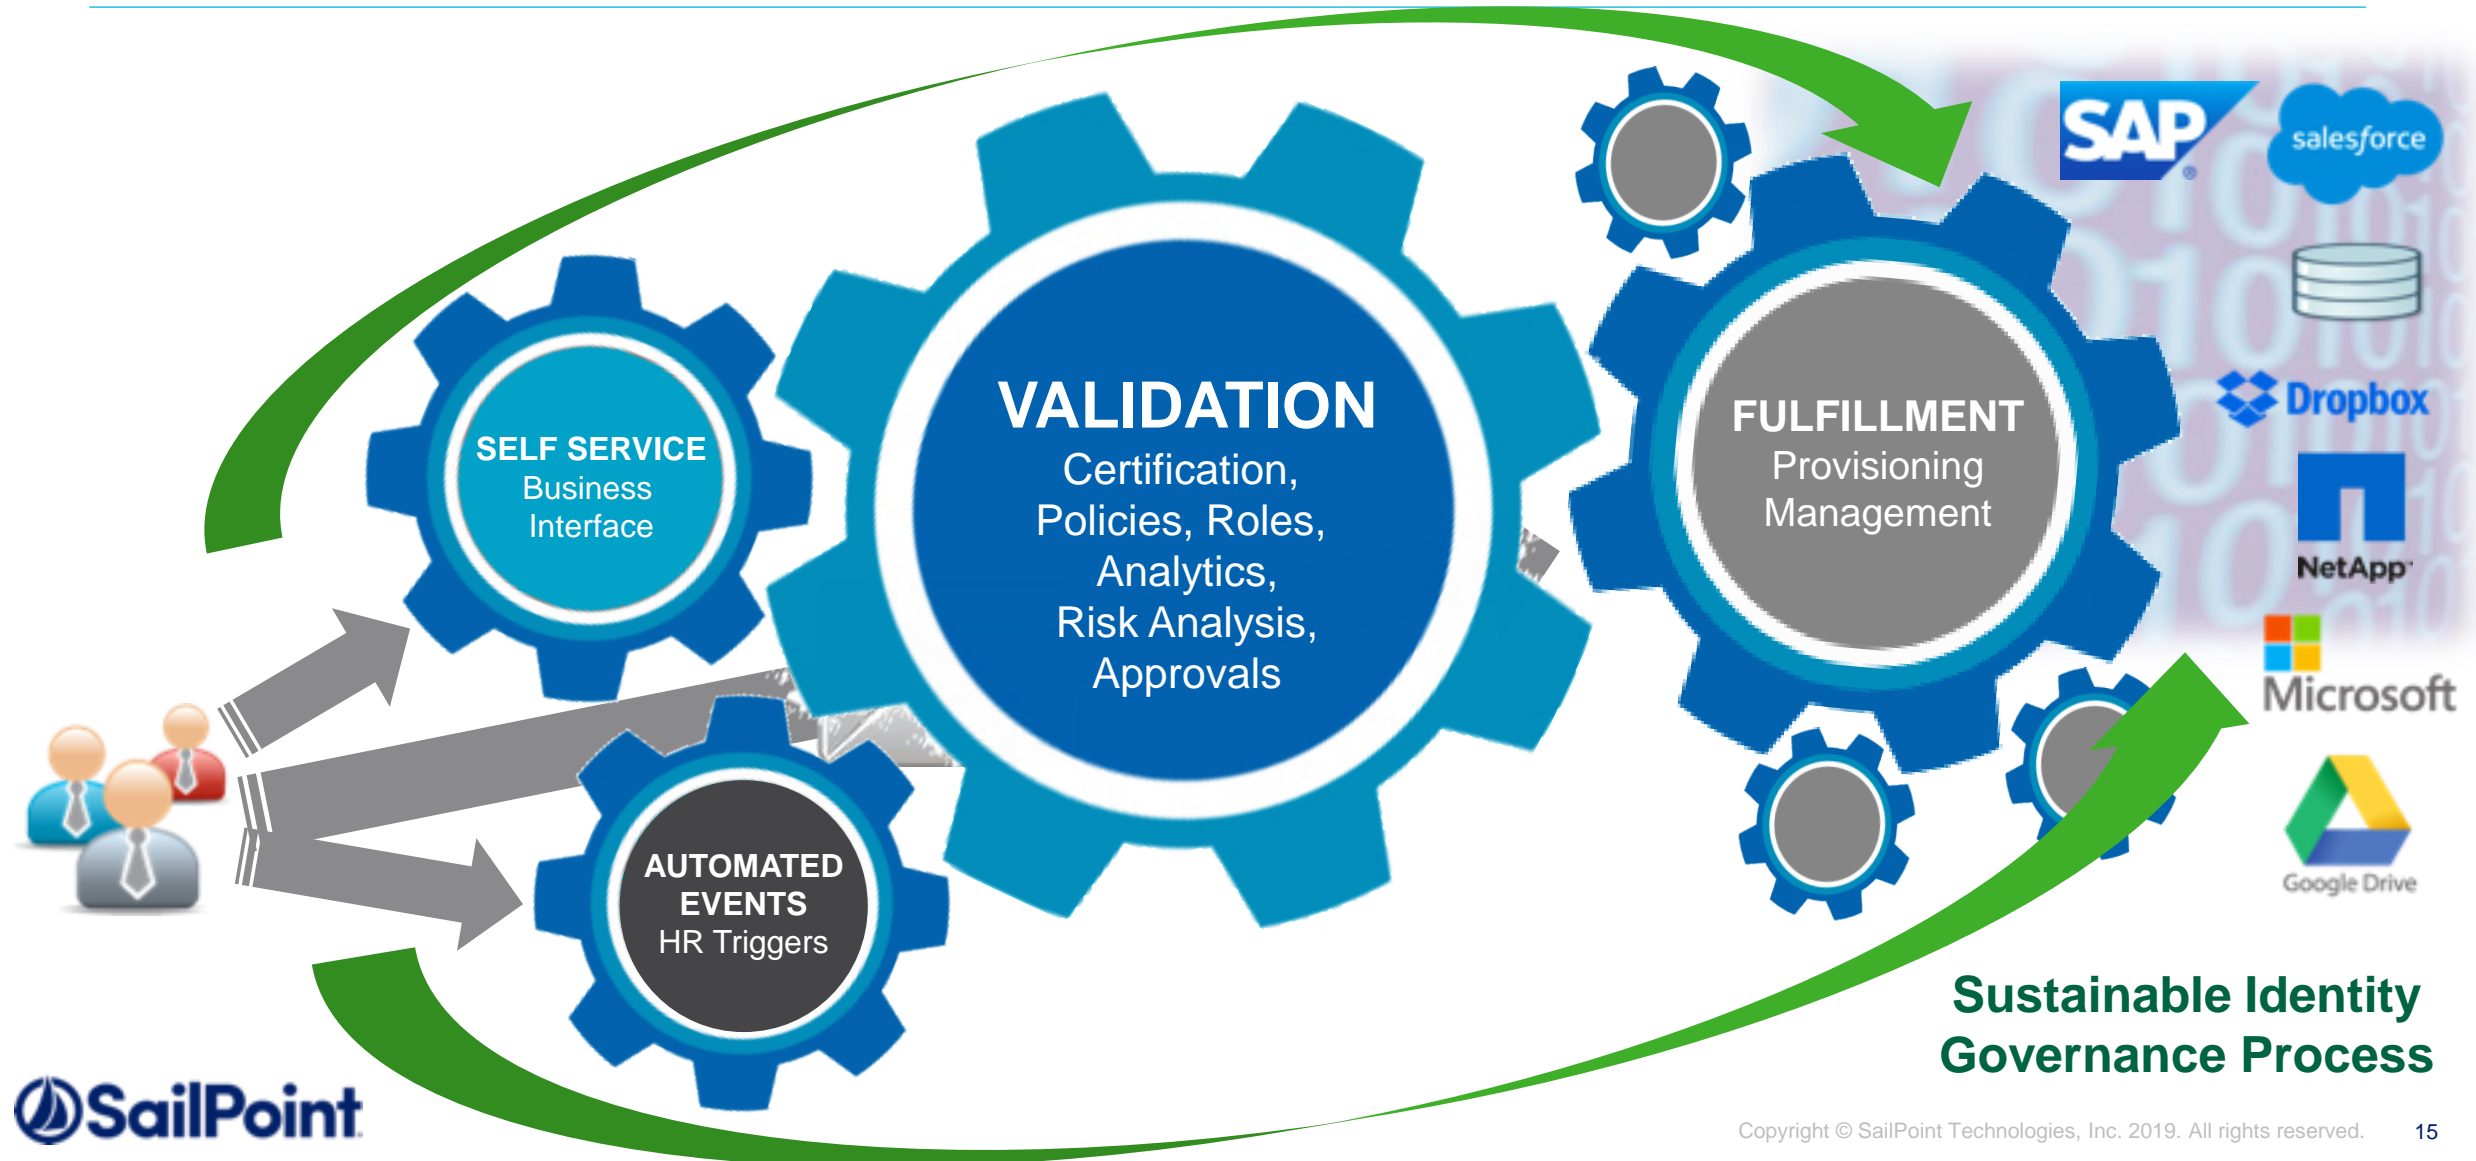 SELF SERVICE
Business
Interface
AUTOMATED
EVENTS
HR Triggers
VALIDATION
Certification,
Policies, Roles,
Analytics,
Risk Analysis,
Approvals
FULFILLMENT
Provisioning
Management
SAP®
salesforce
Dropbox
NetApp
Microsoft
Google Drive
Sustainable Identity
Governance Process
SailPoint
Copyright © SailPoint Technologies, Inc. 2019. All rights reserved.
15